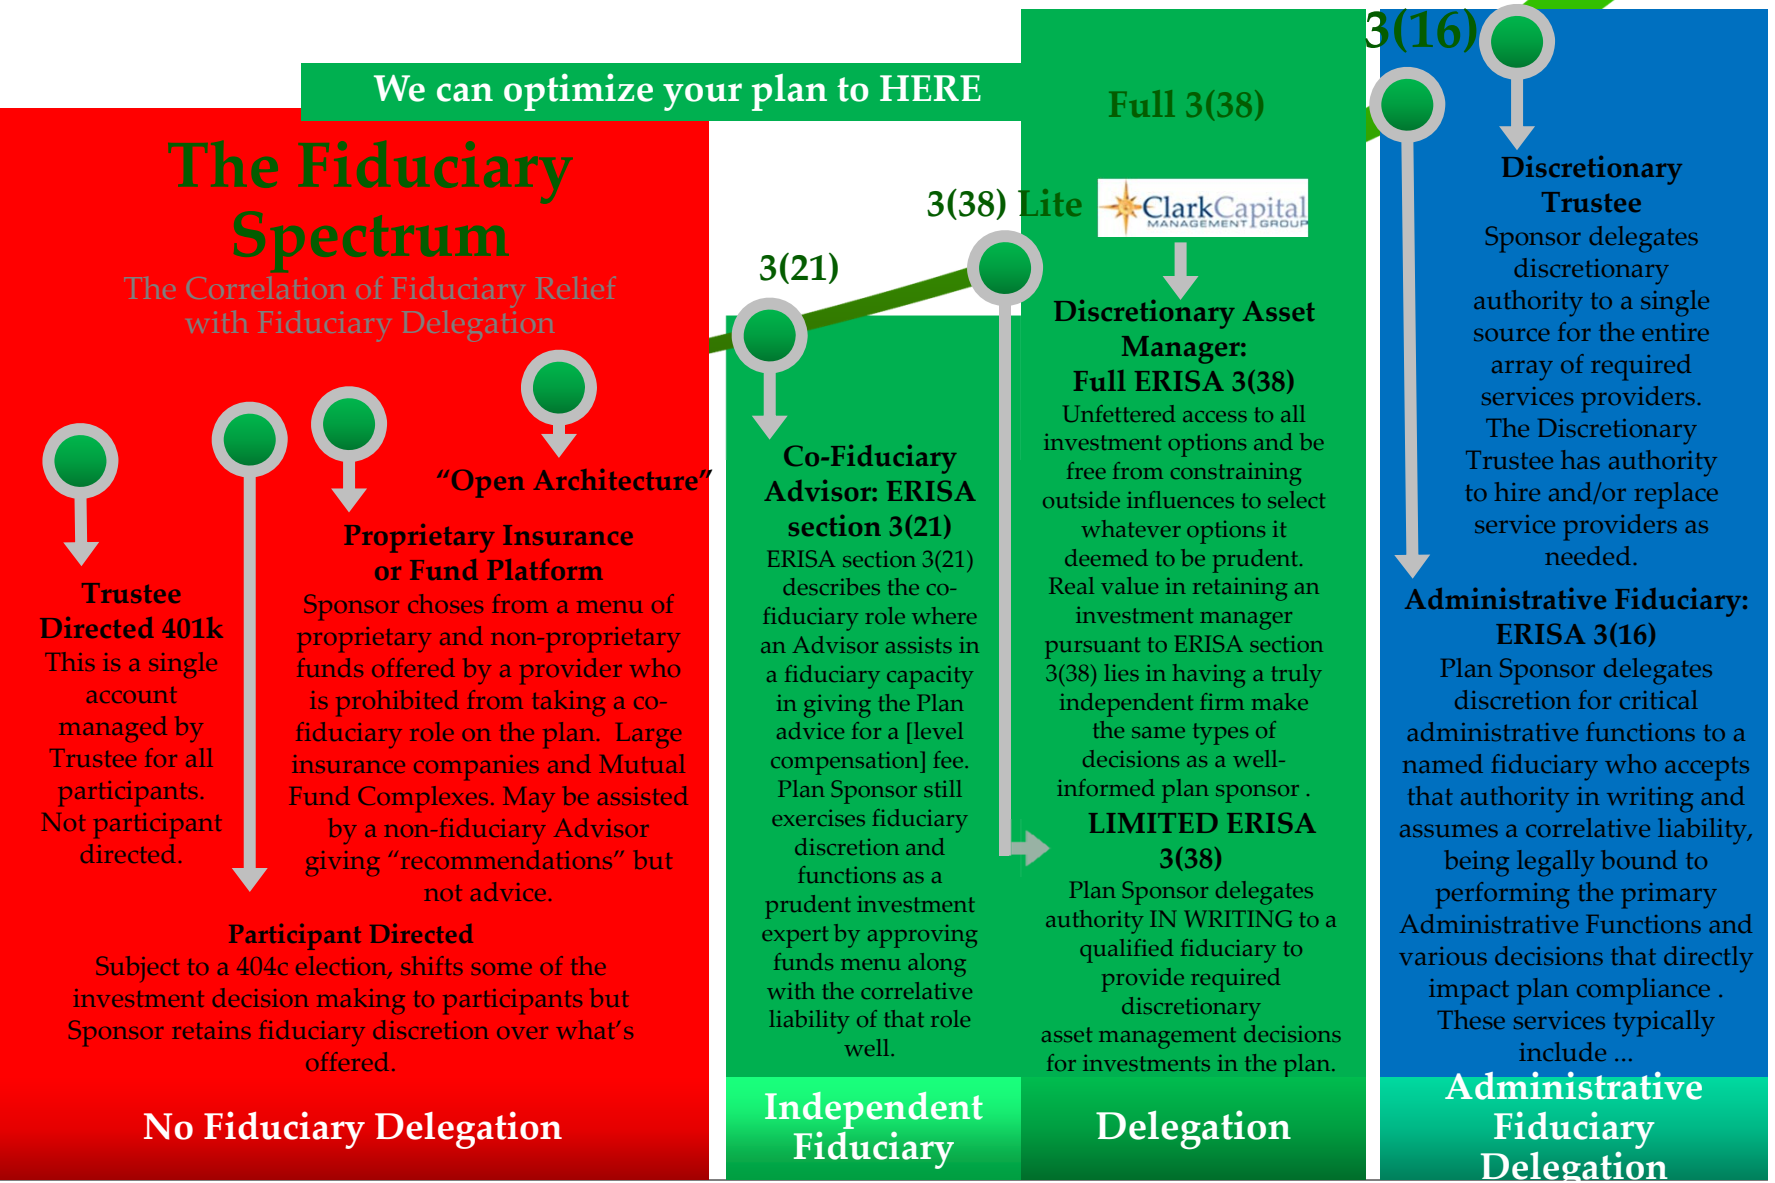 We can optimize your plan to HERE
The Fiduciary
Spectrum
The Correlation of Fiduciary Relief
with Fiduciary Delegation
Trustee
Directed 401k
This is a single
account
managed by
Trustee for all
participants.
Not participant
directed.
Participant Directed
Subject to a 404c election, shifts some of the
investment decision making to participants but
Sponsor retains fiduciary discretion over what’s
offered.
Proprietary Insurance
or Fund Platform
Sponsor choses from a menu of
proprietary and non-proprietary
funds offered by a provider who
is prohibited from taking a co-
fiduciary role on the plan.  Large
insurance companies and Mutual
Fund Complexes. May be assisted
by a non-fiduciary Advisor
giving “recommendations” but
not advice.
“Open Architecture”
No Fiduciary Delegation
3(21)
Co-Fiduciary
Advisor: ERISA
section 3(21)
ERISA section 3(21)
describes the co-
fiduciary role where
an Advisor assists in
a fiduciary capacity
in giving the Plan
advice for a [level
compensation] fee.
Plan Sponsor still
exercises fiduciary
discretion and
functions as a
prudent investment
expert by approving
funds menu along
with the correlative
liability of that role
well.
Independent
Fiduciary
3(38) Lite
Full 3(38)
ClarkCapital
MANAGEMENT GROUP
Discretionary Asset
Manager:
Full ERISA 3(38)
Unfettered access to all
investment options and be
free from constraining
outside influences to select
whatever options it
deemed to be prudent.
Real value in retaining an
investment manager
pursuant to ERISA section
3(38) lies in having a truly
independent firm make
the same types of
decisions as a well-
informed plan sponsor .
LIMITED ERISA
3(38)
Plan Sponsor delegates
authority IN WRITING to a
qualified fiduciary to
provide required
discretionary
asset management decisions
for investments in the plan.
Delegation
3(16)
Discretionary
Trustee
Sponsor delegates
discretionary
authority to a single
source for the entire
array of required
services providers.
The Discretionary
Trustee has authority
to hire and/or replace
service providers as
needed.
Administrative Fiduciary:
ERISA 3(16)
Plan Sponsor delegates
discretion for critical
administrative functions to a
named fiduciary who accepts
that authority in writing and
assumes a correlative liability,
being legally bound to
performing the primary
Administrative Functions and
various decisions that directly
impact plan compliance .
These services typically
include ...
Administrative
Fiduciary
Delegation